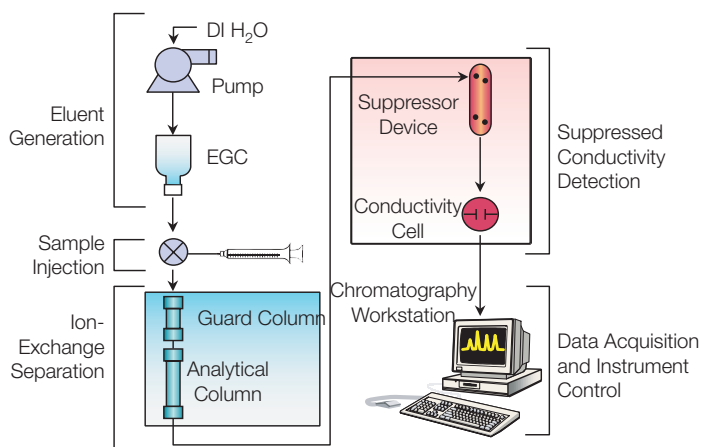 DI H₂O
Pump
Eluent
Generation
EGC
Sample
Injection
Ion-
Exchange
Separation
Guard Column
Analytical
Column
Suppressor
Device
Conductivity
Cell
Suppressed
Conductivity
Detection
Chromatography
Workstation
Data Acquisition
and Instrument
Control